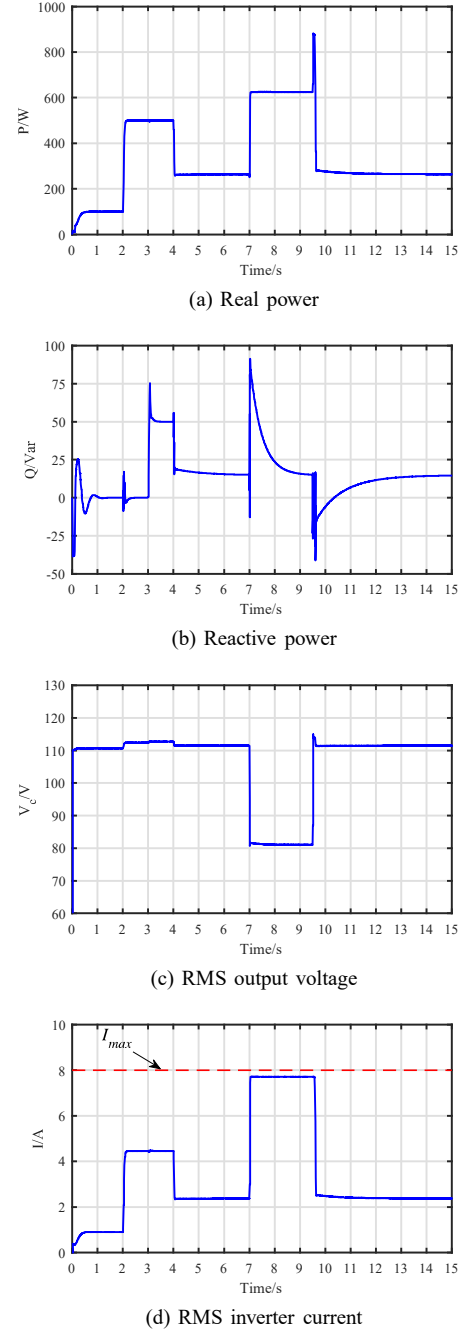 1000
800
600
400
200
0
P/W
0 1 2 3 4 5 6 7 8 9 10 11 12 13 14 15
Time/s
(a) Real power
100
75
50
25
0
-25
-50
Q/Var
0 1 2 3 4 5 6 7 8 9 10 11 12 13 14 15
Time/s
(b) Reactive power
130
120
110
100
90
80
70
60
V_c/V
0 1 2 3 4 5 6 7 8 9 10 11 12 13 14 15
Time/s
(c) RMS output voltage
10
8
6
4
2
0
I/A
I_max
0 1 2 3 4 5 6 7 8 9 10 11 12 13 14 15
Time/s
(d) RMS inverter current